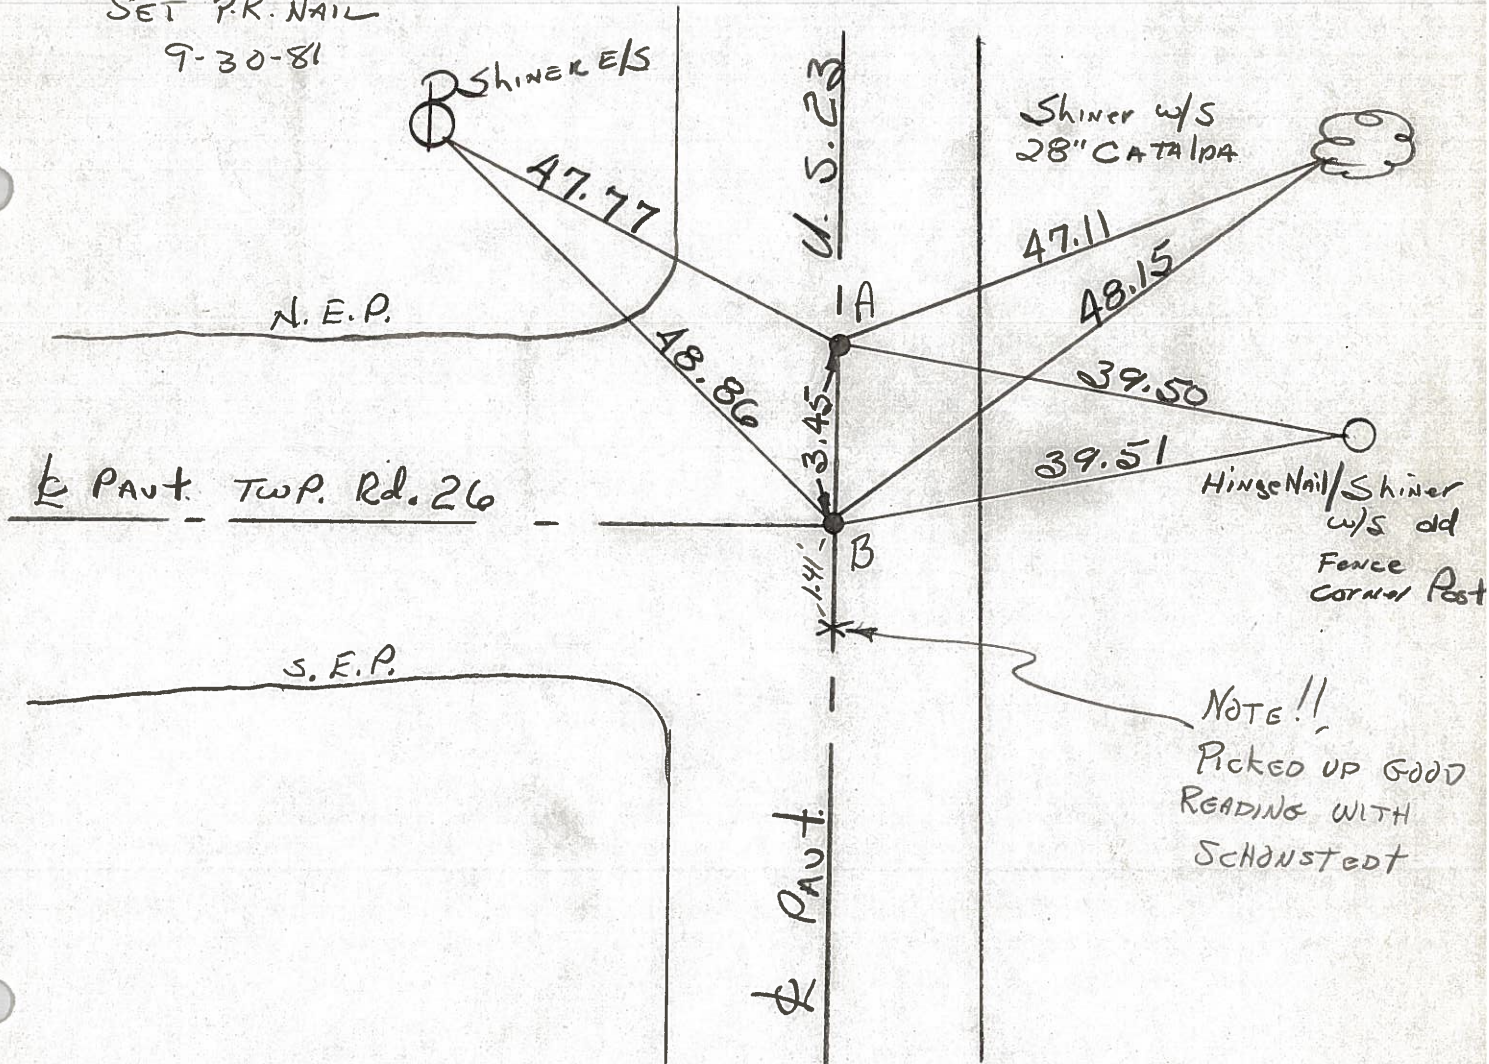 SET P.K. NAIL
9-30-81
P Shiner E/S
U.S. 23
Shiner w/s
28" CATALPA
47.77
47.11
48.15
A
N.E.P.
48.86
39.50
3.45
39.51
℄ PAVt. TWP. Rd. 26
Hinge Nail/Shiner
w/s old
Fence
Corner Post
B
1.41'
S.E.P.
NOTE!!
PICKED UP GOOD
READING WITH
SCHONSTEDT
℄ PAVt.